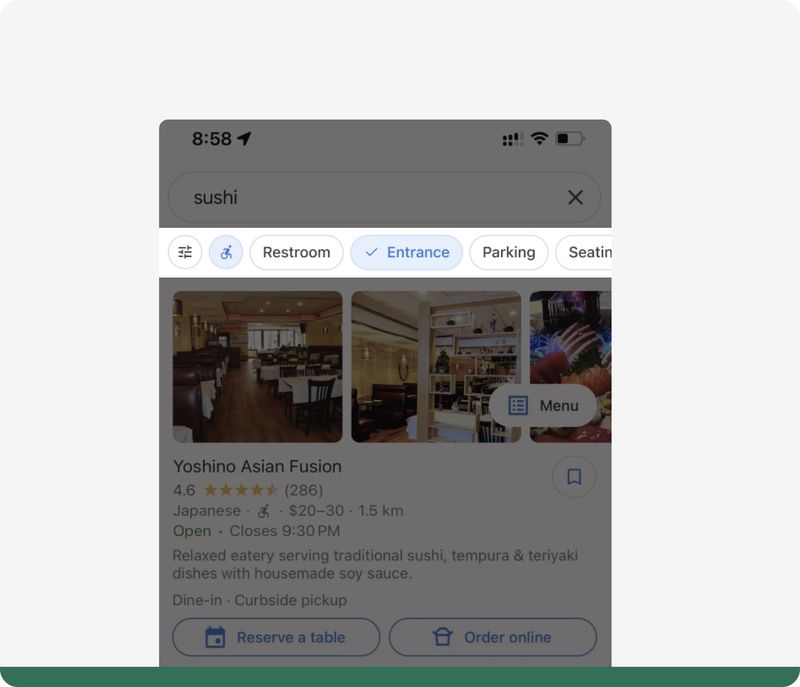 8:58
sushi
Restroom Entrance Parking Seatin
Menu
Yoshino Asian Fusion
4.6 (286)
Japanese · · $20–30 · 1.5 km
Open · Closes 9:30 PM
Relaxed eatery serving traditional sushi, tempura & teriyaki
dishes with housemade soy sauce.
Dine-in · Curbside pickup
Reserve a table Order online